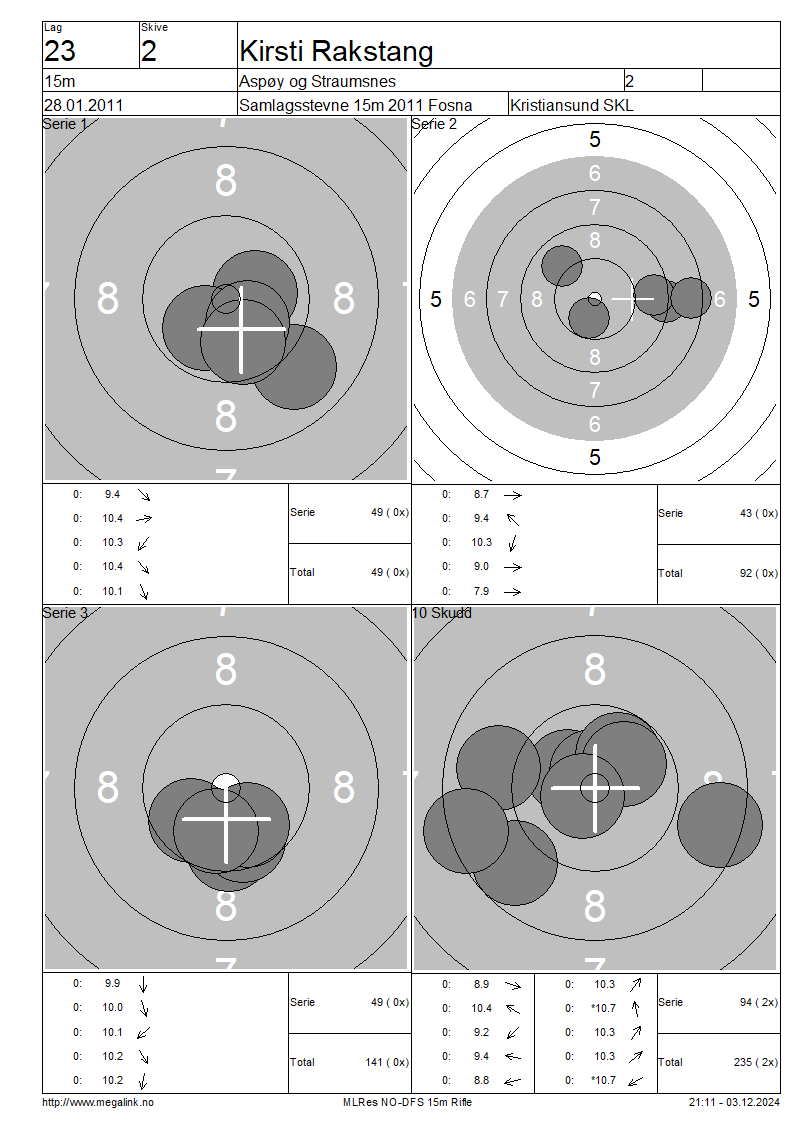 Lag
Skive
23
2
Kirsti Rakstang
15m
Aspøy og Straumsnes
2
28.01.2011
Samlagsstevne 15m 2011 Fosna
Kristiansund SKL
Serie 1
7
8
7
8
8
8
7
Serie 2
5
6
7
8
5
6
7
8
6
5
8
7
6
5
0: 9.4
0: 10.4
0: 10.3
0: 10.4
0: 10.1
Serie 49 ( 0x)
Total 49 ( 0x)
0: 8.7
0: 9.4
0: 10.3
0: 9.0
0: 7.9
Serie 43 ( 0x)
Total 92 ( 0x)
Serie 3
7
8
7
8
8
8
7
10 Skudd
7
8
7
8
7
8
7
0: 9.9
0: 10.0
0: 10.1
0: 10.2
0: 10.2
Serie 49 ( 0x)
Total 141 ( 0x)
0: 8.9
0: 10.4
0: 9.2
0: 9.4
0: 8.8
0: 10.3
0: *10.7
0: 10.3
0: 10.3
0: *10.7
Serie 94 ( 2x)
Total 235 ( 2x)
http://www.megalink.no
MLRes NO-DFS 15m Rifle
21:11 - 03.12.2024